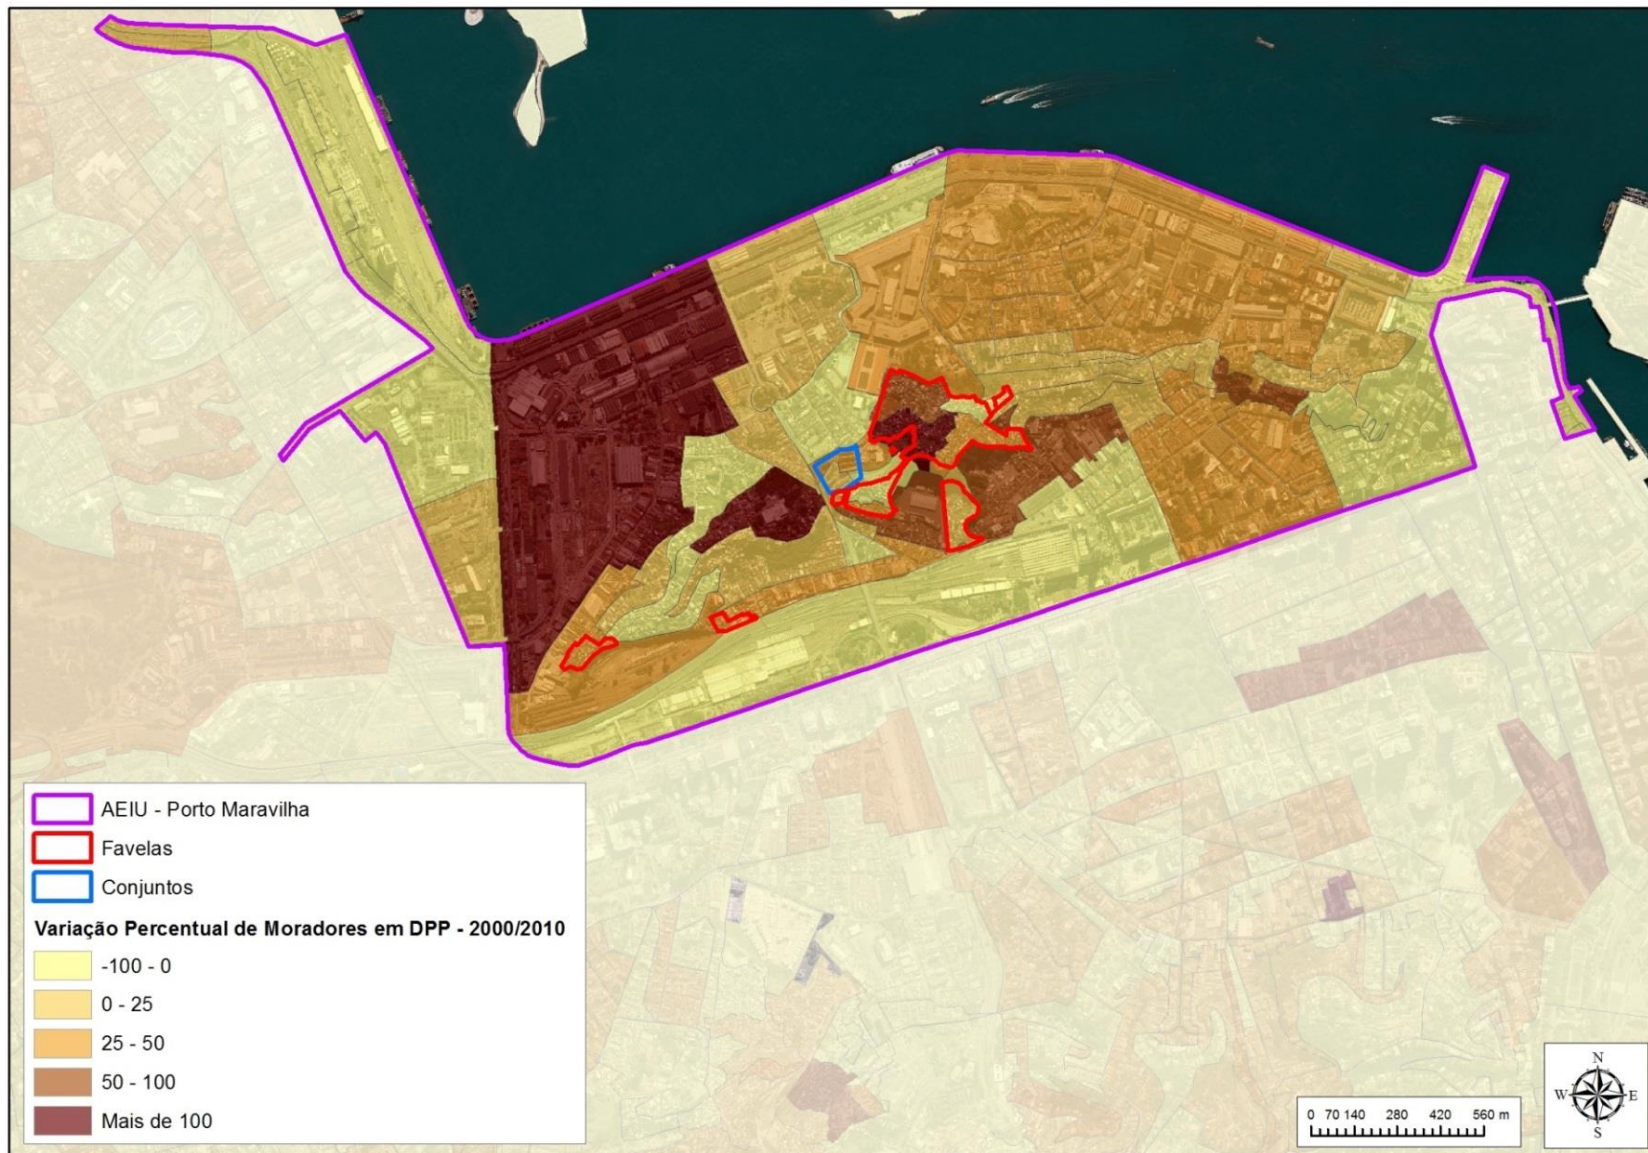 AEIU - Porto Maravilha
Favelas
Conjuntos
Variação Percentual de Moradores em DPP - 2000/2010
-100 - 0
0 - 25
25 - 50
50 - 100
Mais de 100
0 70 140 280 420 560 m
N
W E
S